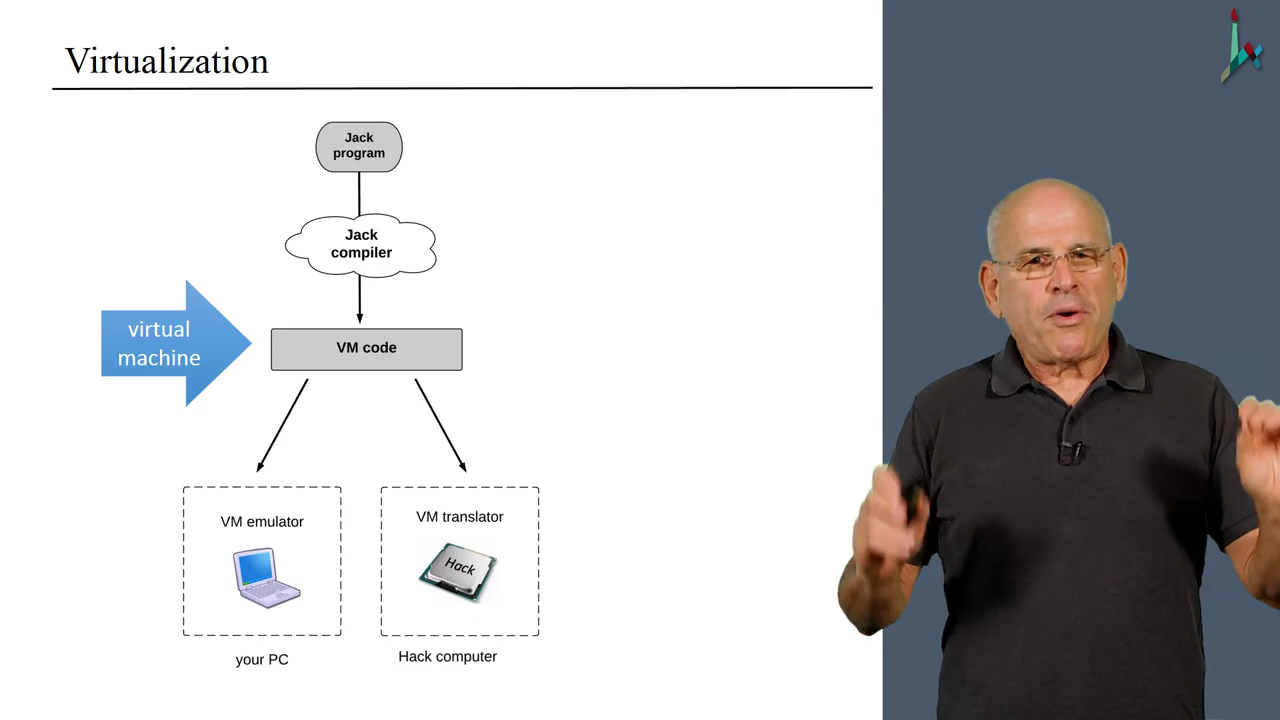 Virtualization
Jack
program
Jack
compiler
virtual
machine
VM code
VM emulator
VM translator
Hack
your PC
Hack computer